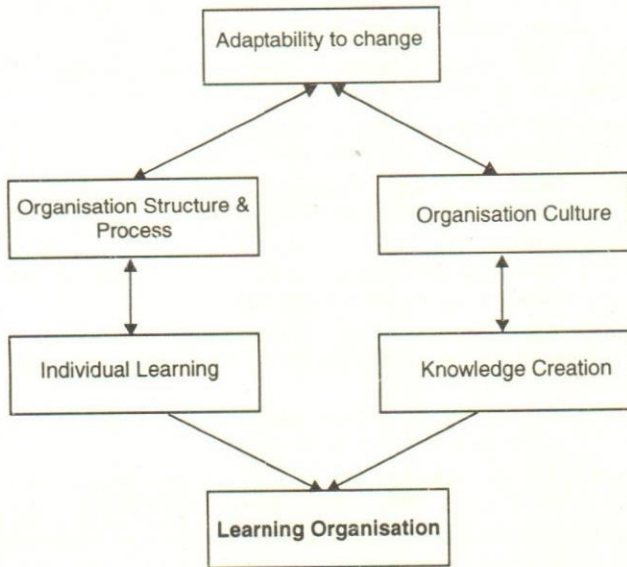 Adaptability to change
Organisation Structure &
Process
Organisation Culture
Individual Learning
Knowledge Creation
Learning Organisation